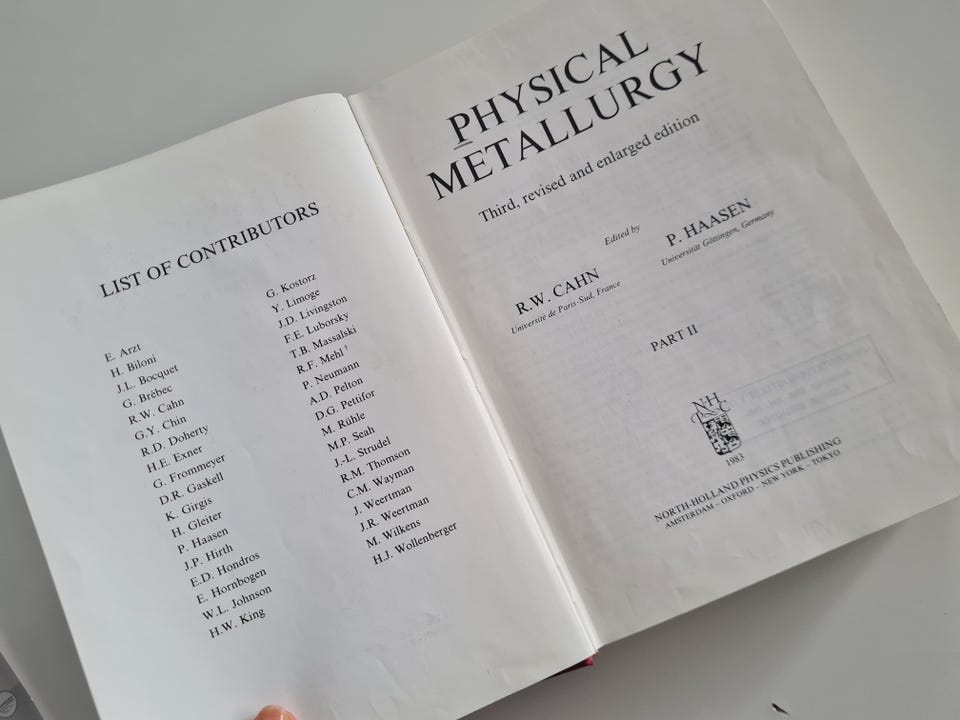 LIST OF CONTRIBUTORS
E. Arzt
H. Biloni
J.L. Bocquet
G. Brébec
R.W. Cahn
G.Y. Chin
R.D. Doherty
H.E. Exner
G. Frommeyer
D.R. Gaskell
K. Girgis
H. Gleiter
P. Haasen
J.P. Hirth
E.D. Hondros
E. Hornbogen
W.L. Johnson
H.W. King
G. Kostorz
Y. Limoge
J.D. Livingston
F.E. Luborsky
T.B. Massalski
R.F. Mehl†
P. Neumann
A.D. Pelton
D.G. Pettifor
M. Rühle
M.P. Seah
J.-L. Strudel
R.M. Thomson
C.M. Wayman
J. Weertman
J.R. Weertman
M. Wilkens
H.J. Wollenberger
PHYSICAL
METALLURGY
Third, revised and enlarged edition
Edited by
R.W. CAHN
Université de Paris-Sud, France
P. HAASEN
Universität Göttingen, Germany
PART II
NHPC
1983
NORTH-HOLLAND PHYSICS PUBLISHING
AMSTERDAM – OXFORD – NEW YORK – TOKYO